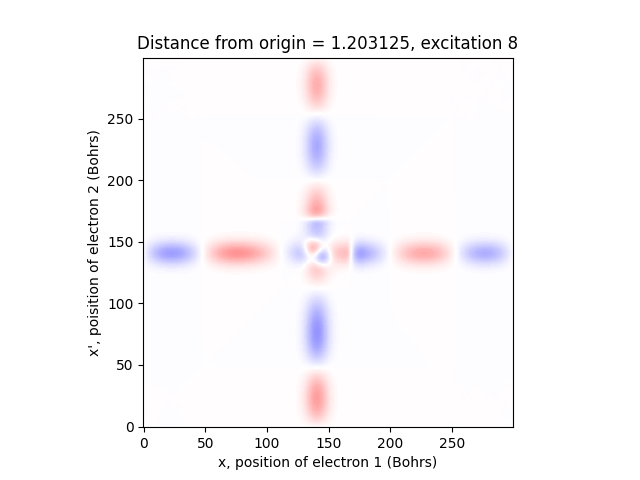 Distance from origin = 1.203125, excitation 8
250
200
150
100
50
0
x', poisition of electron 2 (Bohrs)
0 50 100 150 200 250
x, position of electron 1 (Bohrs)